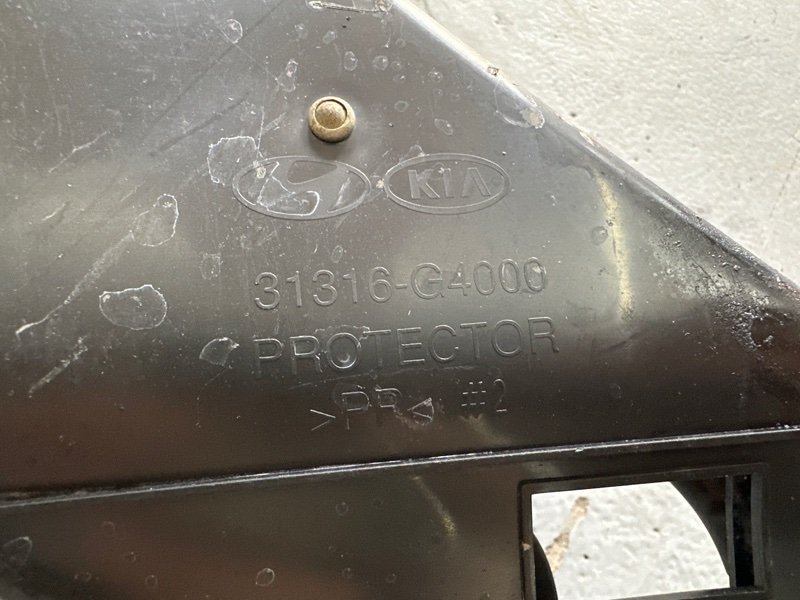 KIA
31316-G4000
PROTECTOR
>PP< #2